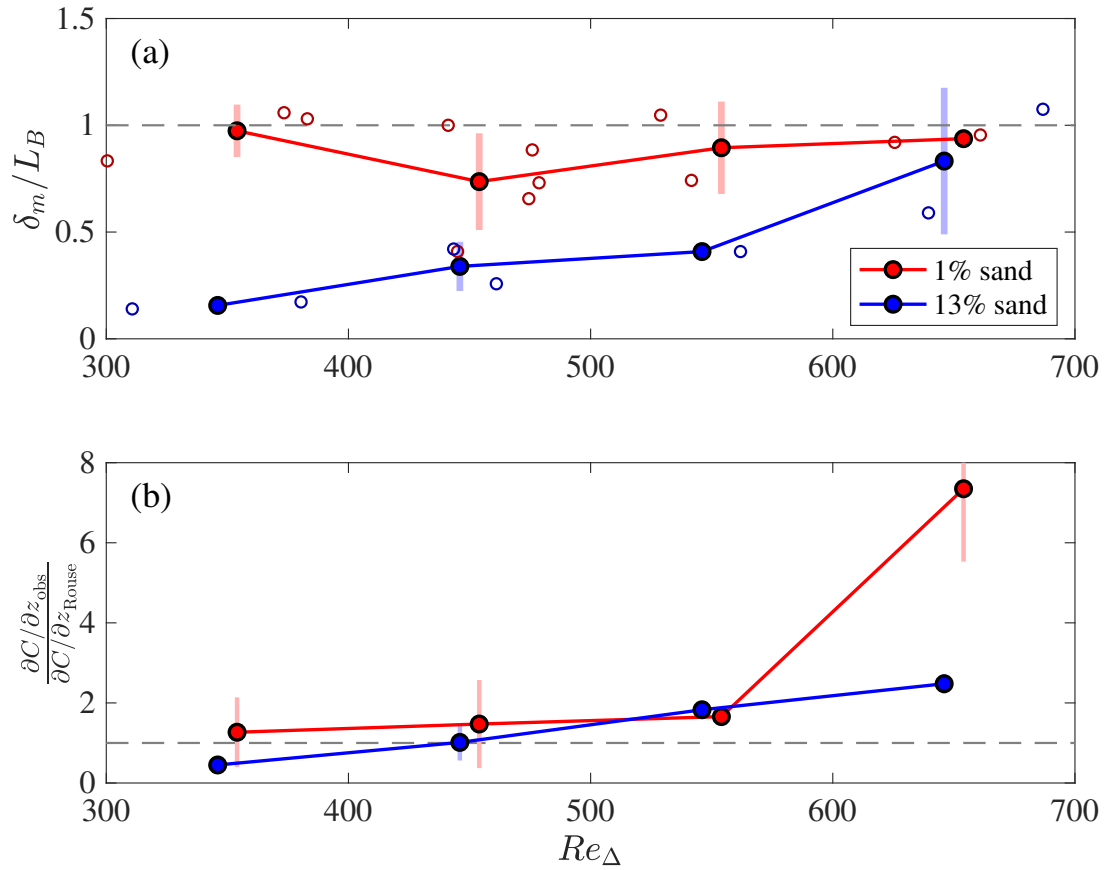 (a)
1.5
1
0.5
0
δ_m/L_B
300 400 500 600 700
1% sand
13% sand
(b)
8
6
4
2
0
∂C/∂z_obs
∂C/∂z_Rouse
300 400 500 600 700
Re_Δ